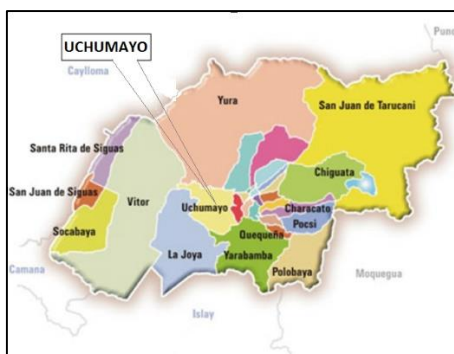 UCHUMAYO
Puno
Caylloma
Yura
San Juan de Tarucani
Santa Rita de Siguas
Chiguata
San Juan de Siguas
Vitor
Uchumayo
Characato
Socabaya
Pocsi
Quequeña
La Joya
Yarabamba
Camana
Polobaya
Moquegua
Islay